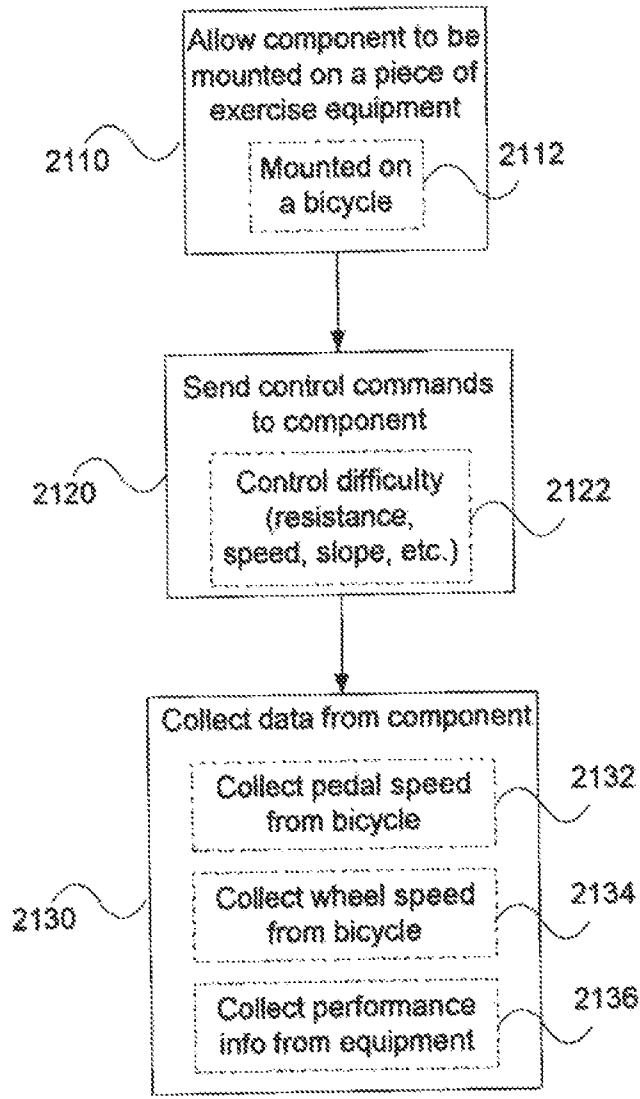 Allow component to be
mounted on a piece of
exercise equipment
2110
Mounted on
a bicycle
2112
Send control commands
to component
2120
Control difficulty
(resistance,
speed, slope, etc.)
2122
Collect data from component
2130
Collect pedal speed
from bicycle
2132
Collect wheel speed
from bicycle
2134
Collect performance
info from equipment
2136